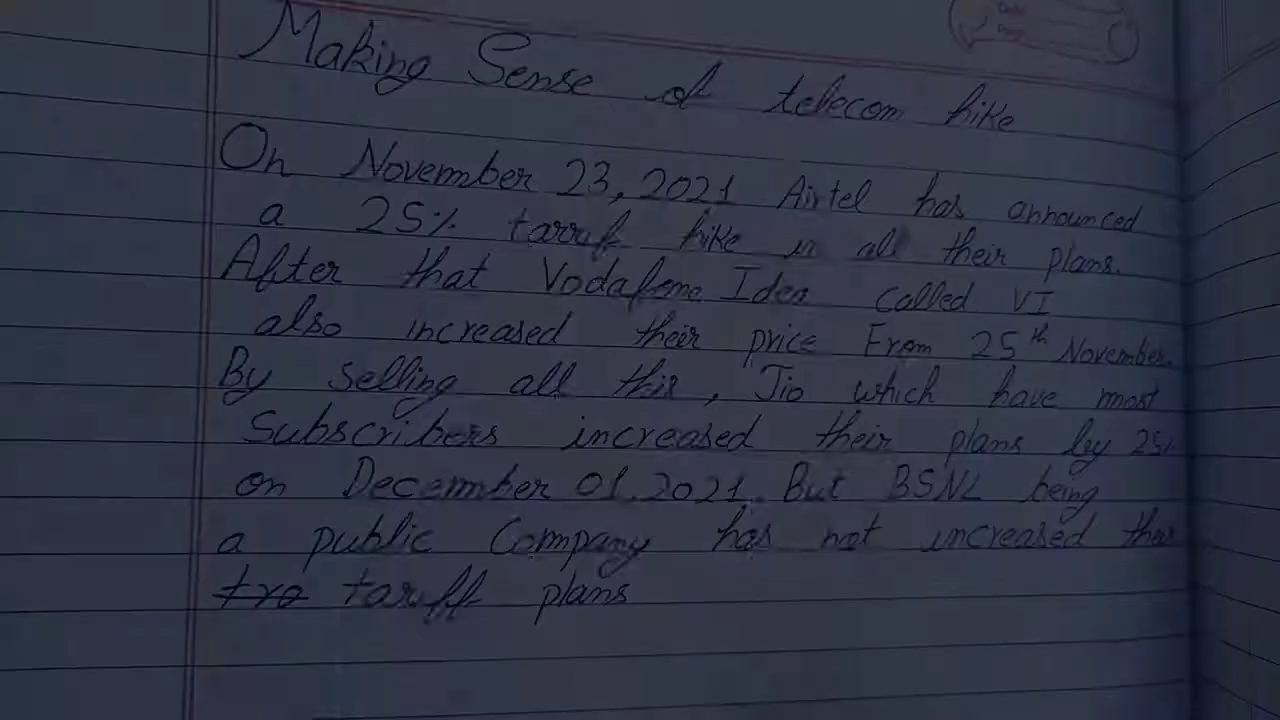 Making Sense of telecom hike
On November 23, 2021 Airtel has announced
a 25% tarruf hike in all their plans.
After that Vodafone Idea called VI
also increased their price From 25th November.
By selling all this, Jio which have most
Subscribers increased their plans by 25%
on December 01, 2021. But BSNL being
a public Company has not increased
tariff plans